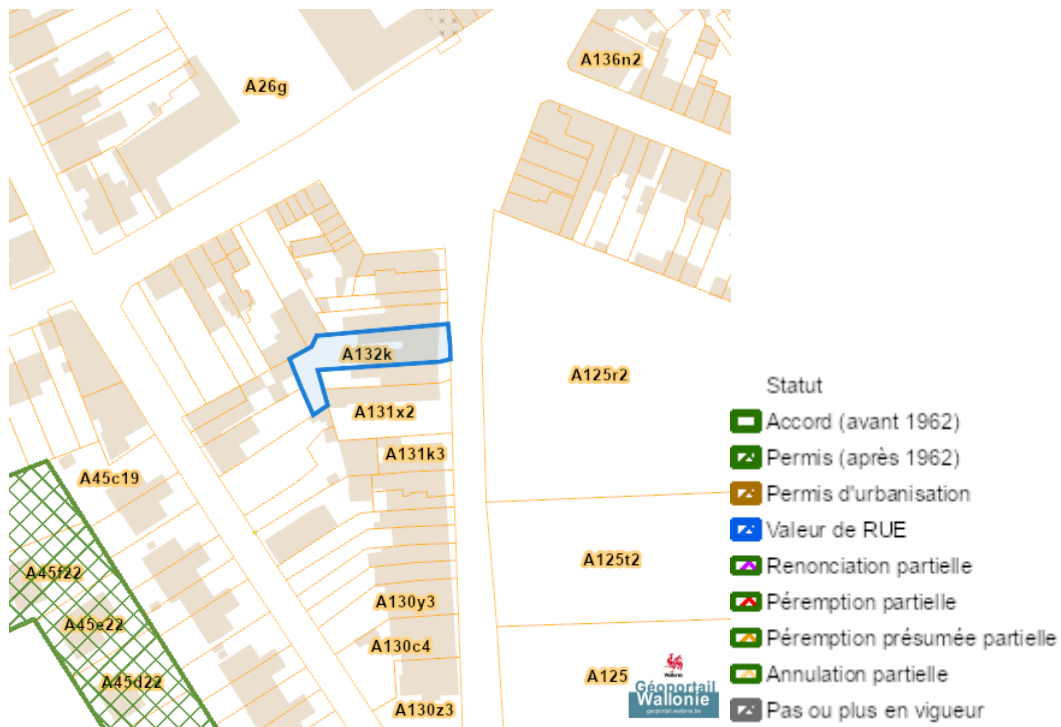 A136n2
A26g
A132k
A125r2
A131x2
A131k3
A45c19
A125t2
A45f22
A130y3
A45e22
A130c4
A45d22
A125
A130z3
Wallonie
Géoportail
Wallonie
geoportail.wallonie.be
Statut
Accord (avant 1962)
Permis (après 1962)
Permis d'urbanisation
Valeur de RUE
Renonciation partielle
Péremption partielle
Péremption présumée partielle
Annulation partielle
Pas ou plus en vigueur